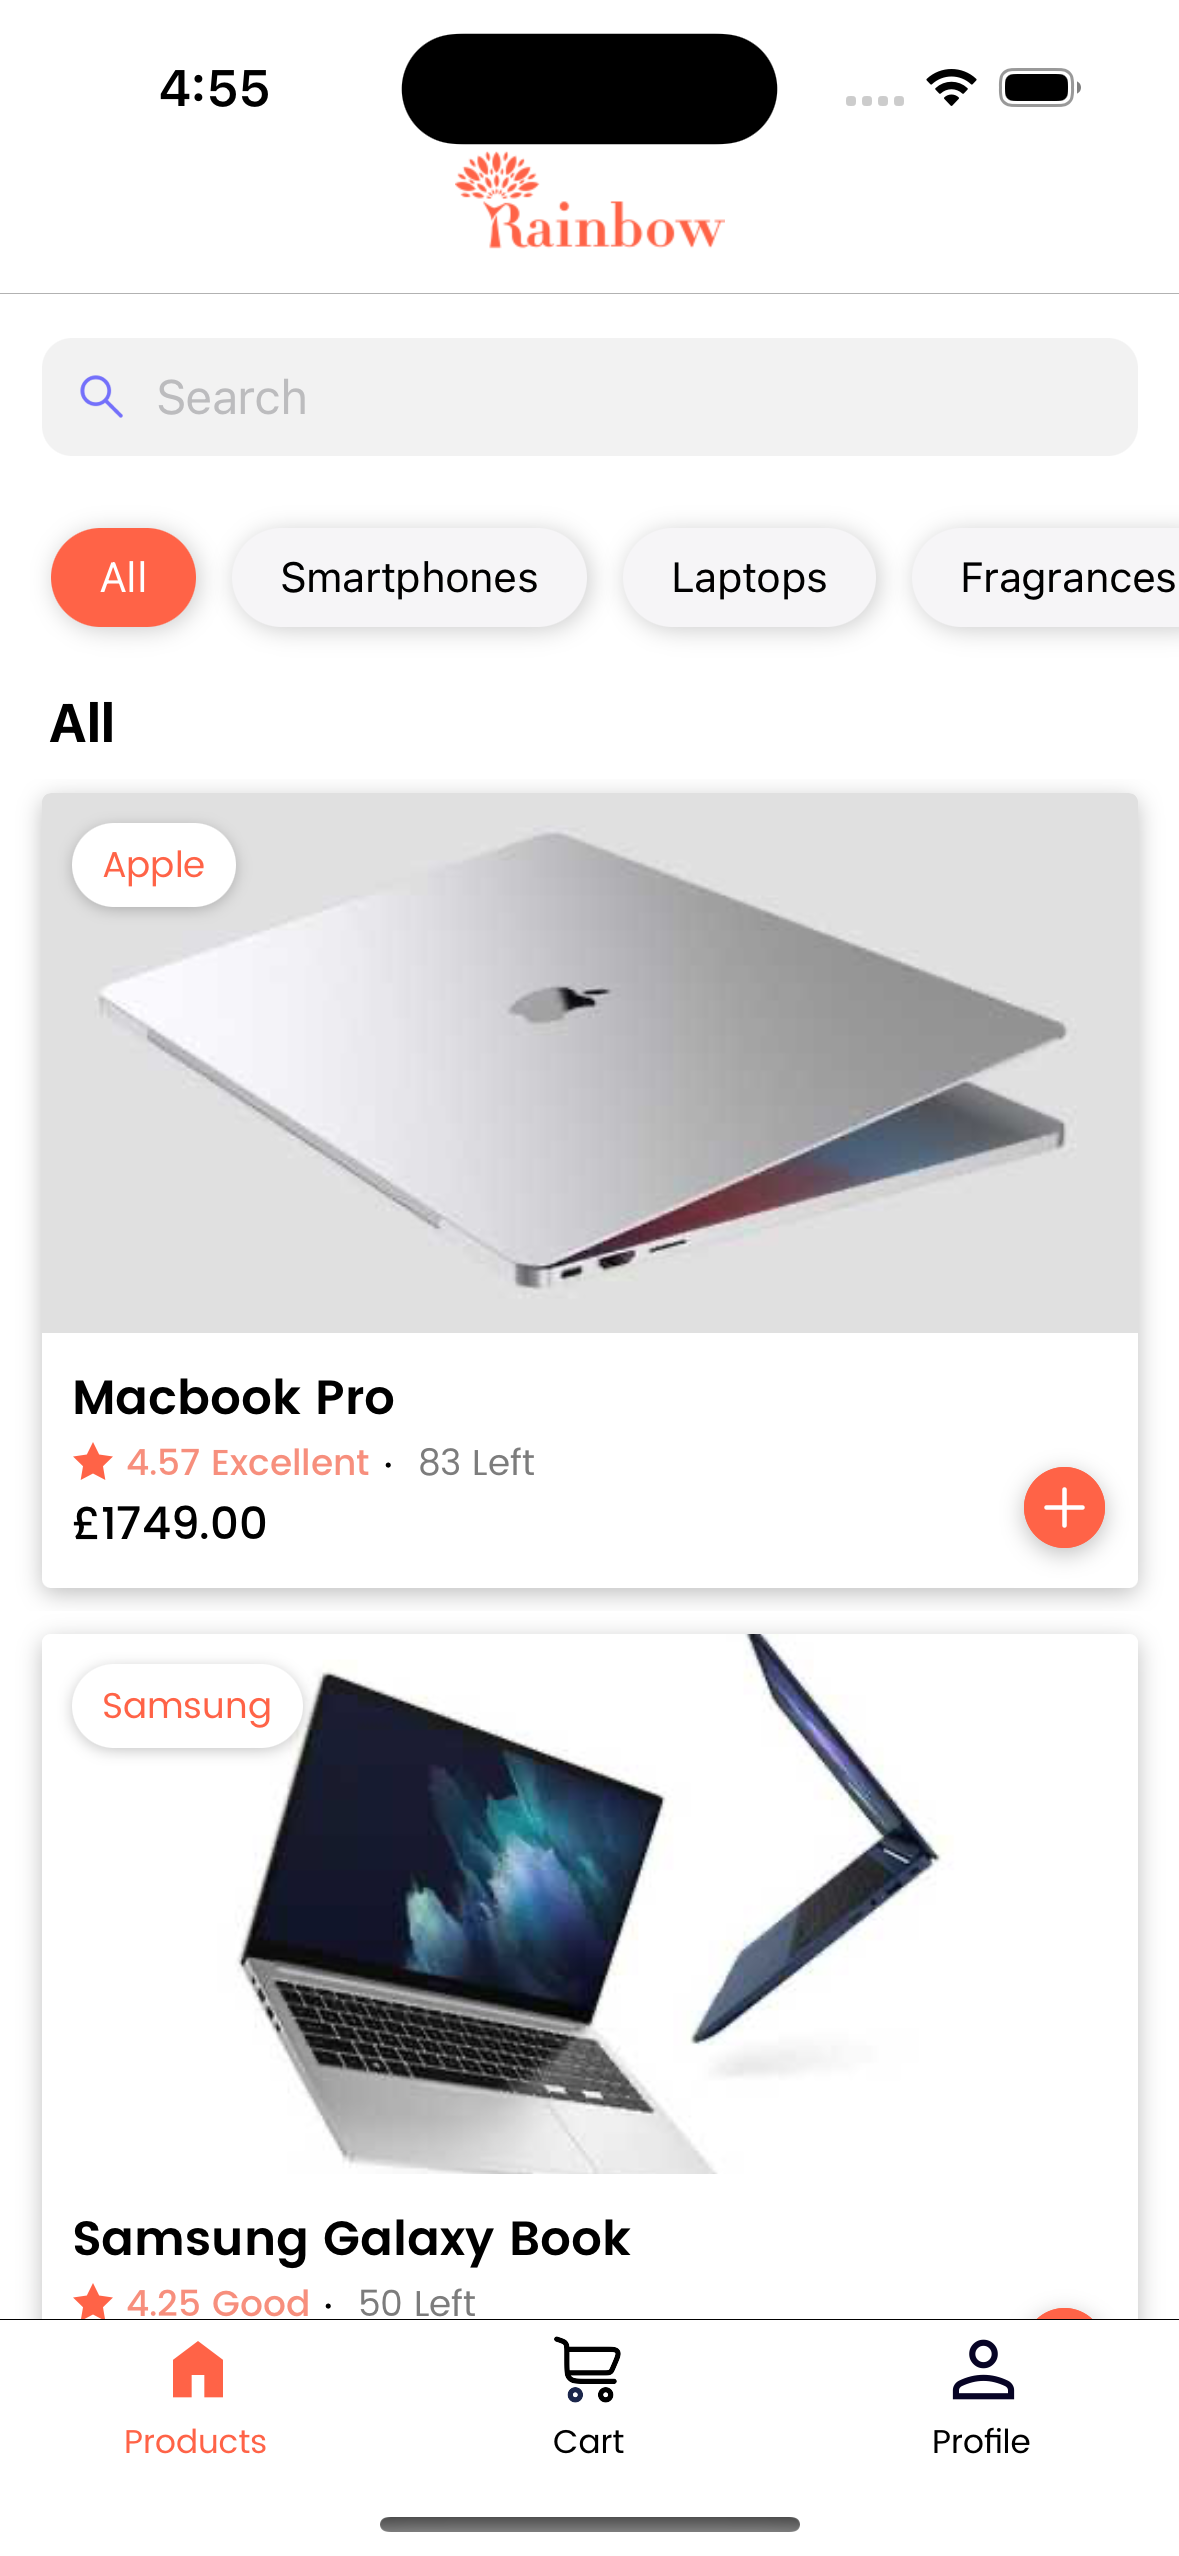 4:55
Rainbow
Search
All Smartphones Laptops Fragrances
All
Apple
Macbook Pro
4.57 Excellent · 83 Left
£1749.00
Samsung
Samsung Galaxy Book
4.25 Good · 50 Left
Products Cart Profile